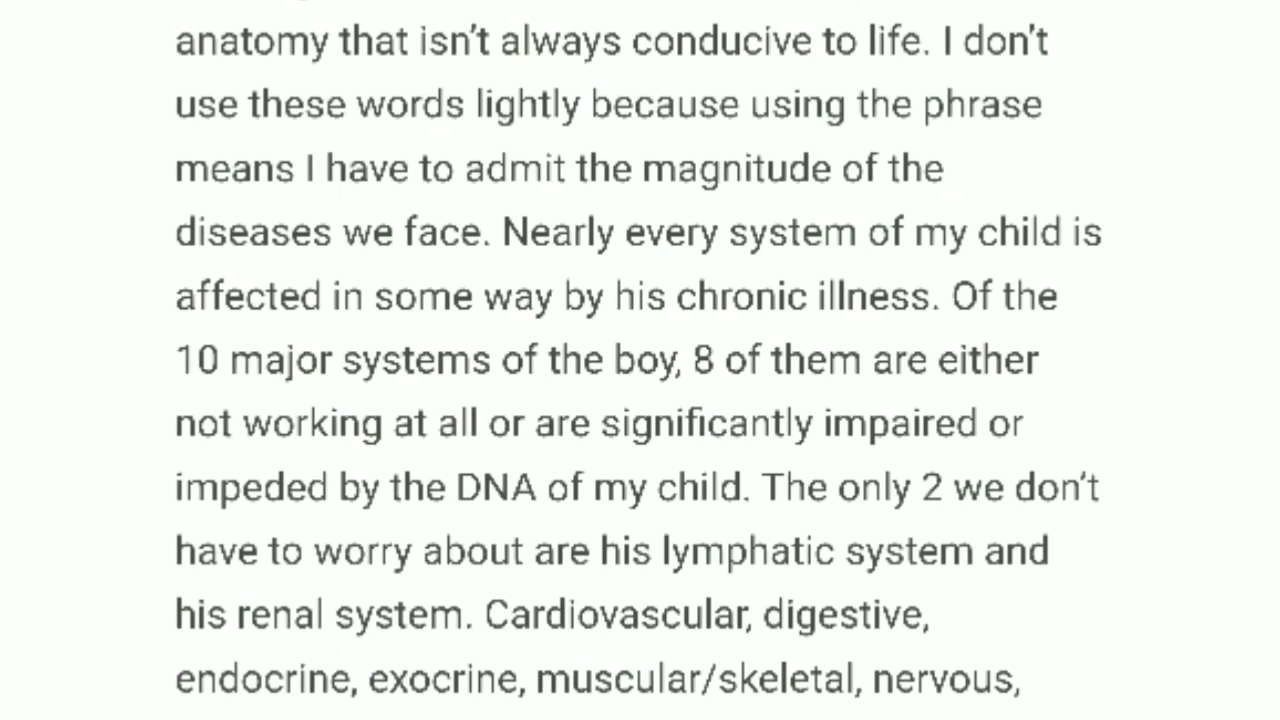 anatomy that isn’t always conducive to life. I don’t
use these words lightly because using the phrase
means I have to admit the magnitude of the
diseases we face. Nearly every system of my child is
affected in some way by his chronic illness. Of the
10 major systems of the boy, 8 of them are either
not working at all or are significantly impaired or
impeded by the DNA of my child. The only 2 we don’t
have to worry about are his lymphatic system and
his renal system. Cardiovascular, digestive,
endocrine, exocrine, muscular/skeletal, nervous,